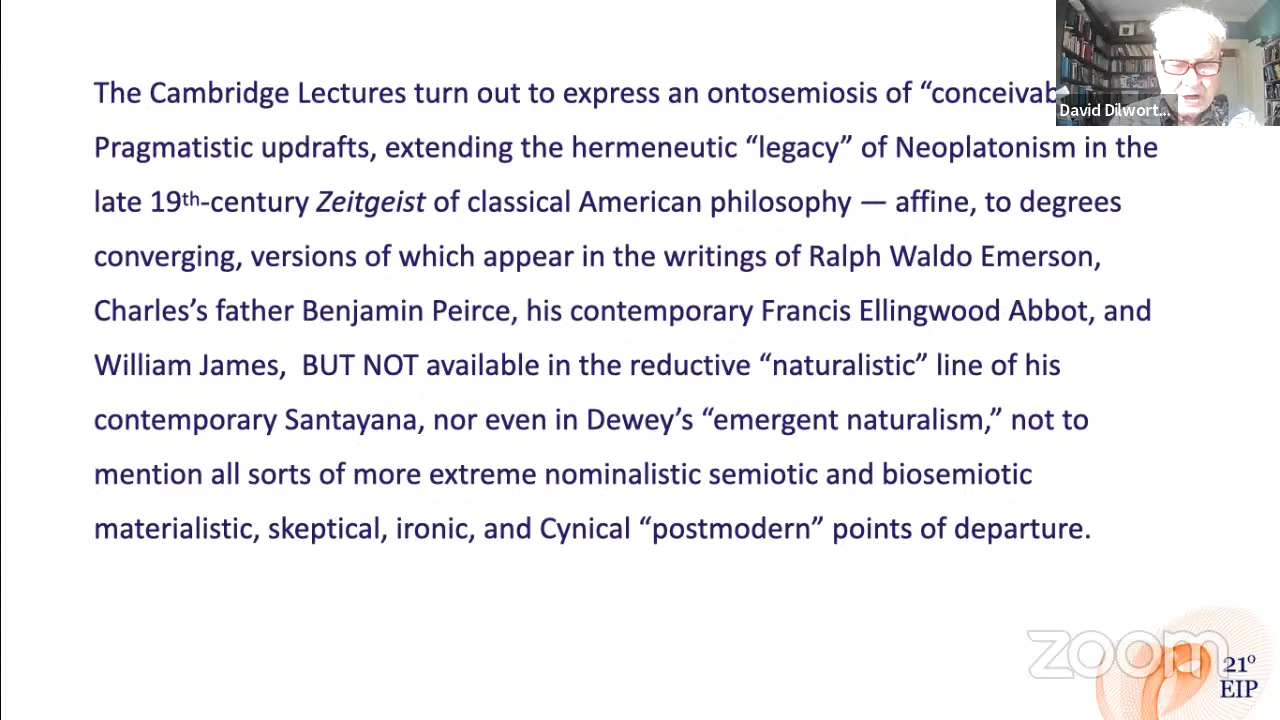 The Cambridge Lectures turn out to express an ontosemiosis of “conceivab
Pragmatistic updrafts, extending the hermeneutic “legacy” of Neoplatonism in the
late 19th-century Zeitgeist of classical American philosophy — affine, to degrees
converging, versions of which appear in the writings of Ralph Waldo Emerson,
Charles’s father Benjamin Peirce, his contemporary Francis Ellingwood Abbot, and
William James,  BUT NOT available in the reductive “naturalistic” line of his
contemporary Santayana, nor even in Dewey’s “emergent naturalism,” not to
mention all sorts of more extreme nominalistic semiotic and biosemiotic
materialistic, skeptical, ironic, and Cynical “postmodern” points of departure.
David Dilwort...
zoom
21º
EIP